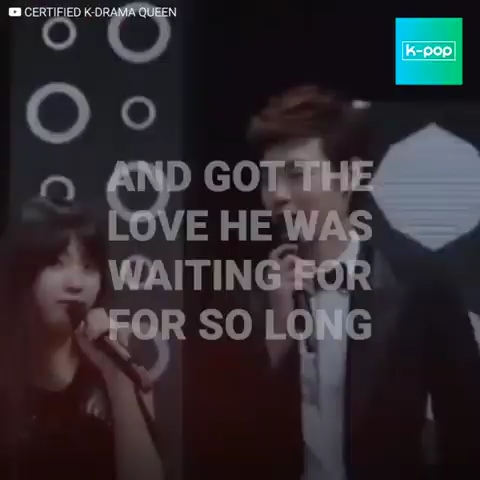 CERTIFIED K-DRAMA QUEEN
k-pop
AND GOT THE
LOVE HE WAS
WAITING FOR
FOR SO LONG